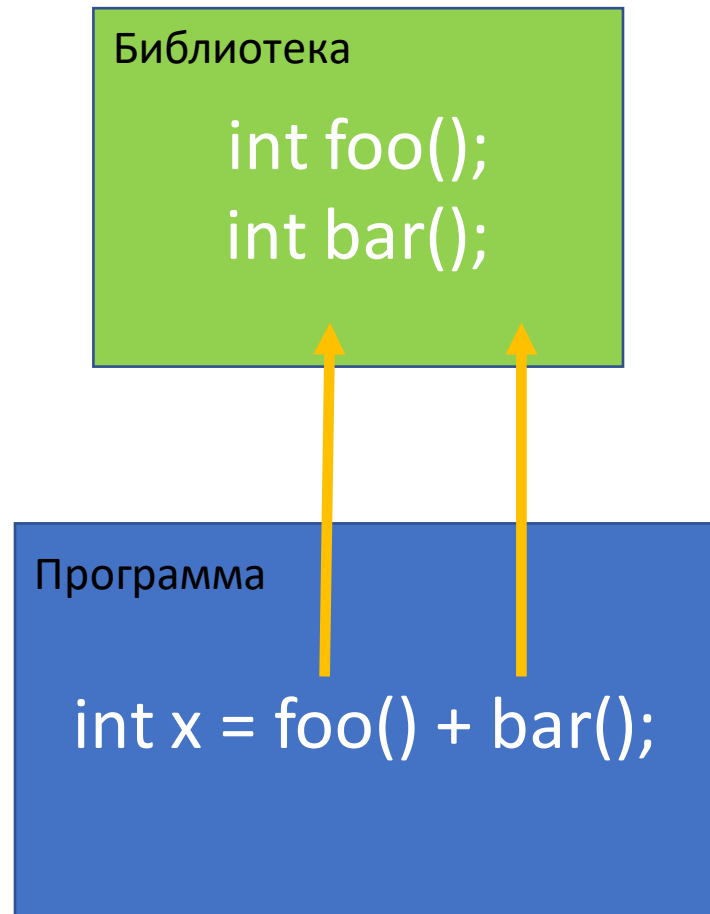 Библиотека
int foo();
int bar();
Программа
int x = foo() + bar();